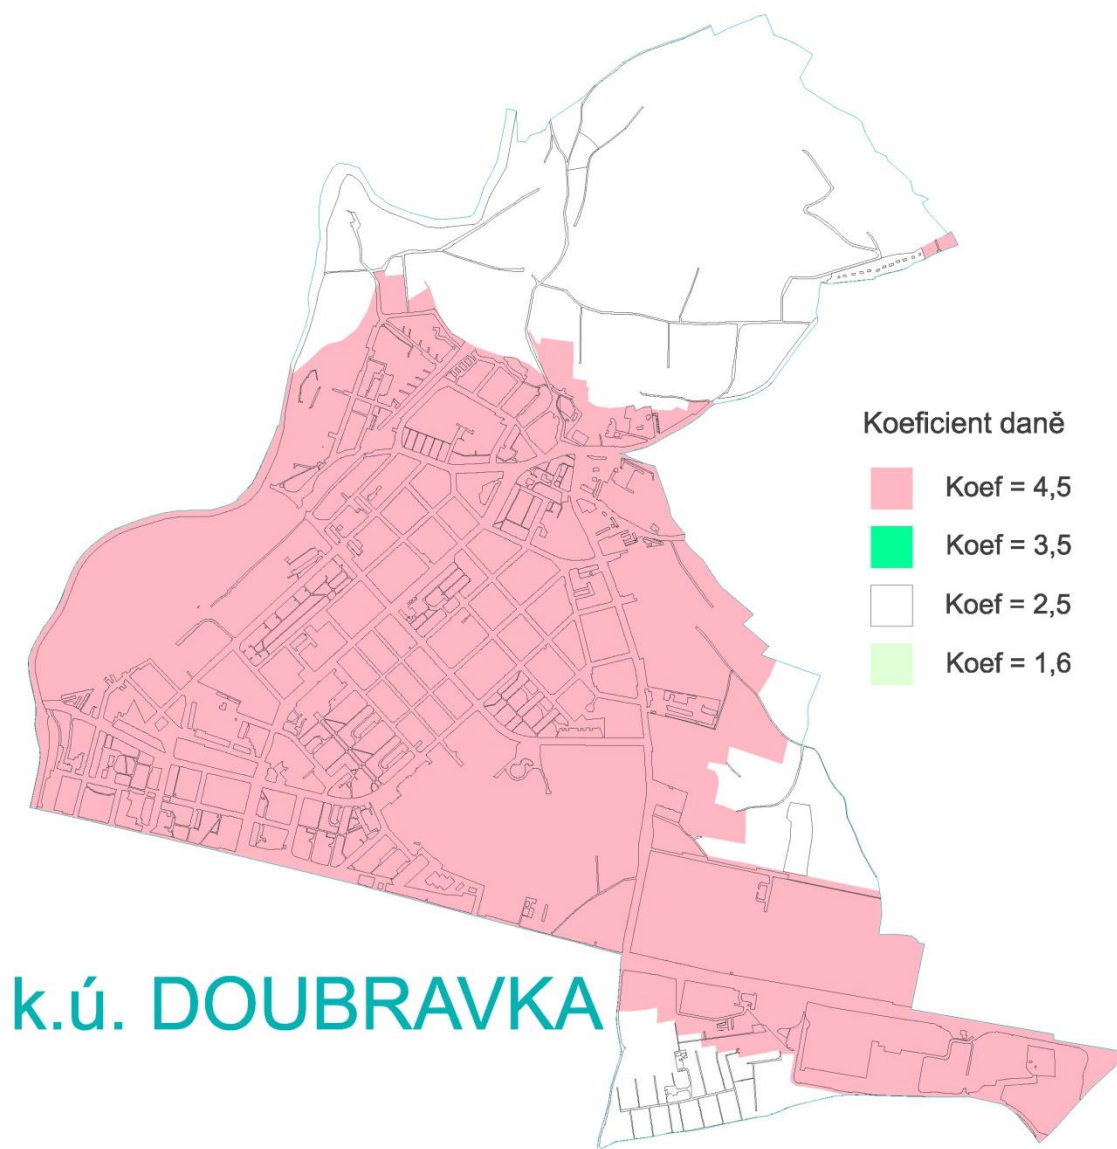 Koeficient daně
Koef = 4,5
Koef = 3,5
Koef = 2,5
Koef = 1,6
k.ú. DOUBRAVKA